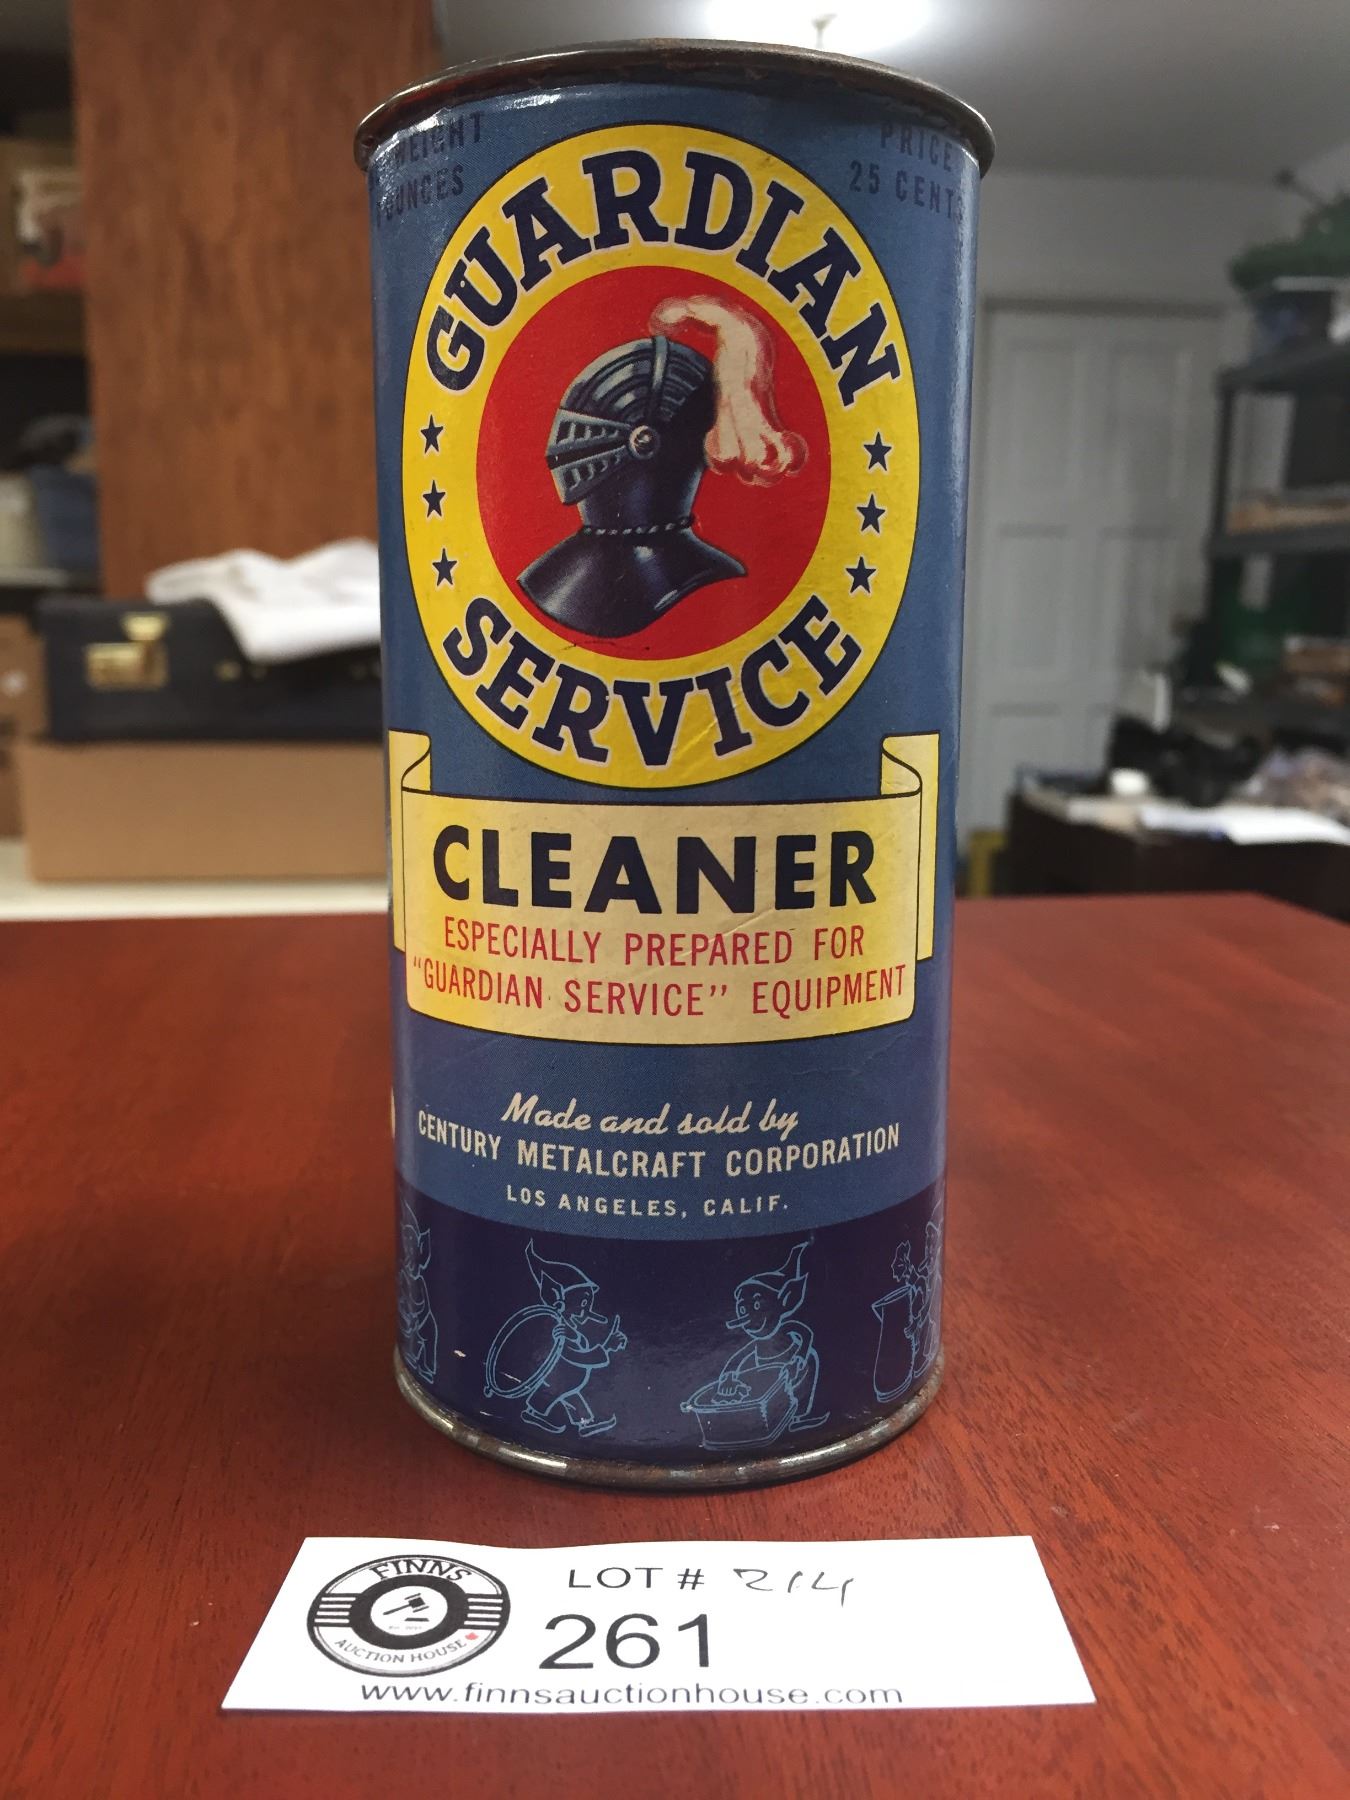 WEIGHT
OUNCES
PRICE
25 CENTS
GUARDIAN
SERVICE
CLEANER
ESPECIALLY PREPARED FOR
"GUARDIAN SERVICE" EQUIPMENT
Made and sold by
CENTURY METALCRAFT CORPORATION
LOS ANGELES, CALIF.
FINNS
AUCTION HOUSE
LOT # 214
261
www.finnsauctionhouse.com